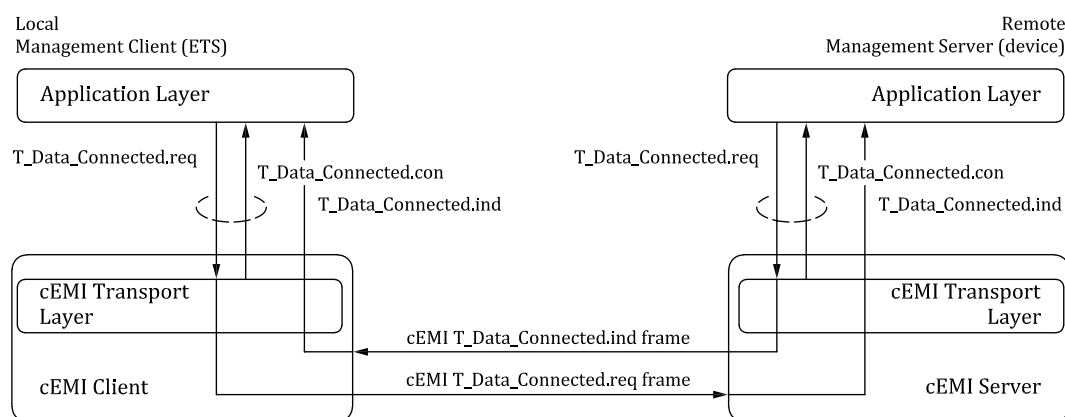 Local
Management Client (ETS)
Remote
Management Server (device)
Application Layer
Application Layer
T_Data_Connected.req
T_Data_Connected.con
T_Data_Connected.ind
T_Data_Connected.req
T_Data_Connected.con
T_Data_Connected.ind
cEMI Transport
Layer
cEMI Transport
Layer
cEMI T_Data_Connected.ind frame
cEMI T_Data_Connected.req frame
cEMI Client
cEMI Server